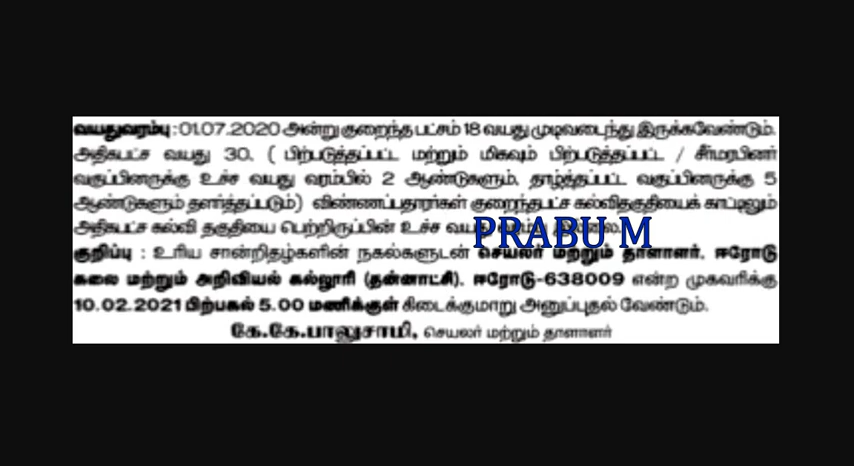 வயதுவரம்பு : 01.07.2020 அன்று குறைந்தபட்சம் 18 வயது முடிவடைந்து இருக்கவேண்டும்.
அதிகபட்ச வயது 30. ( பிற்படுத்தப்பட்ட மற்றும் மிகவும் பிற்படுத்தப்பட்ட / சீர்மரபினர்
வகுப்பினருக்கு உச்ச வயது வரம்பில் 2 ஆண்டுகளும், தாழ்த்தப்பட்ட வகுப்பினருக்கு 5
ஆண்டுகளும் தளர்த்தப்படும்) விண்ணப்பதாரர்கள் குறைந்தபட்ச கல்விதகுதியைக் காட்டிலும்
அதிகபட்ச கல்வி தகுதியை பெற்றிருப்பின் உச்ச வயது வரம்பு இல்லை.
PRABU M
குறிப்பு : உரிய சான்றிதழ்களின் நகல்களுடன் செயலர் மற்றும் தாளாளர், ஈரோடு
கலை மற்றும் அறிவியல் கல்லூரி (தன்னாட்சி), ஈரோடு-638009 என்ற முகவரிக்கு
10.02.2021 பிற்பகல் 5.00 மணிக்குள் கிடைக்குமாறு அனுப்புதல் வேண்டும்.
கே.கே.பாலுசாமி, செயலர் மற்றும் தாளாளர்